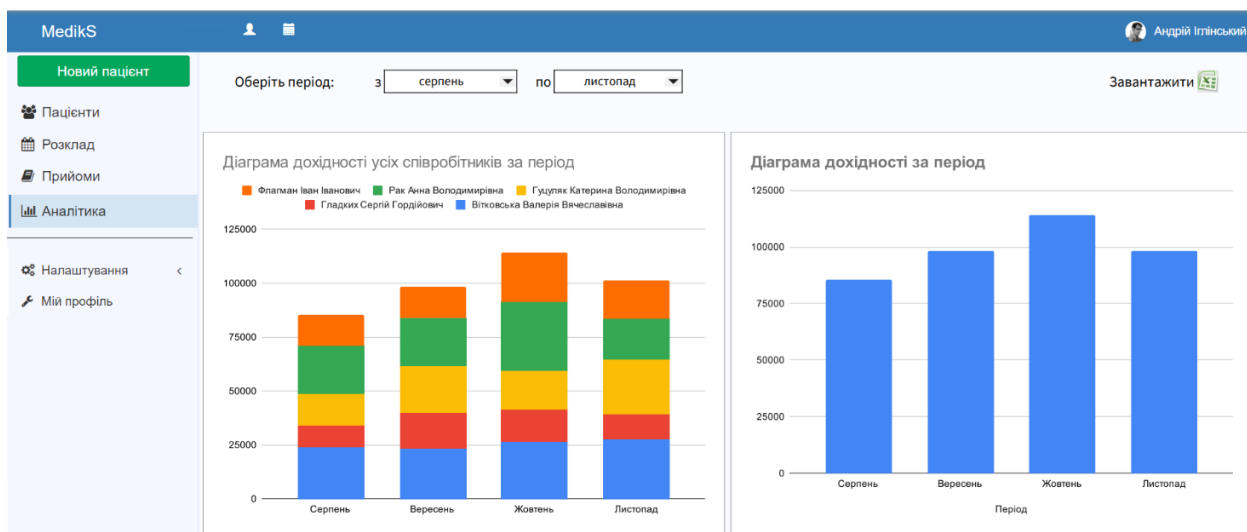 MedikS
Андрій Іглінський
Новий пацієнт
Пацієнти
Розклад
Прийоми
Аналітика
Налаштування
Мій профіль
Оберіть період: з серпень по листопад
Завантажити
Діаграма дохідності усіх співробітників за період
Флагман Іван Іванович Рак Анна Володимирівна Гуцуляк Катерина Володимирівна
Гладких Сергій Гордійович Вітковська Валерія Вячеславівна
125000
100000
75000
50000
25000
0
Серпень Вересень Жовтень Листопад
Діаграма дохідності за період
125000
100000
75000
50000
25000
0
Серпень Вересень Жовтень Листопад
Період